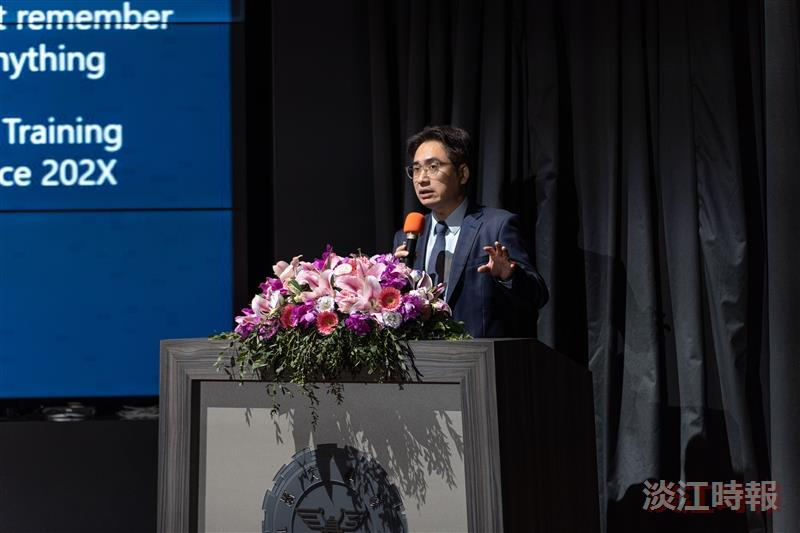 t remember
nything
Training
ce 202X
淡江時報